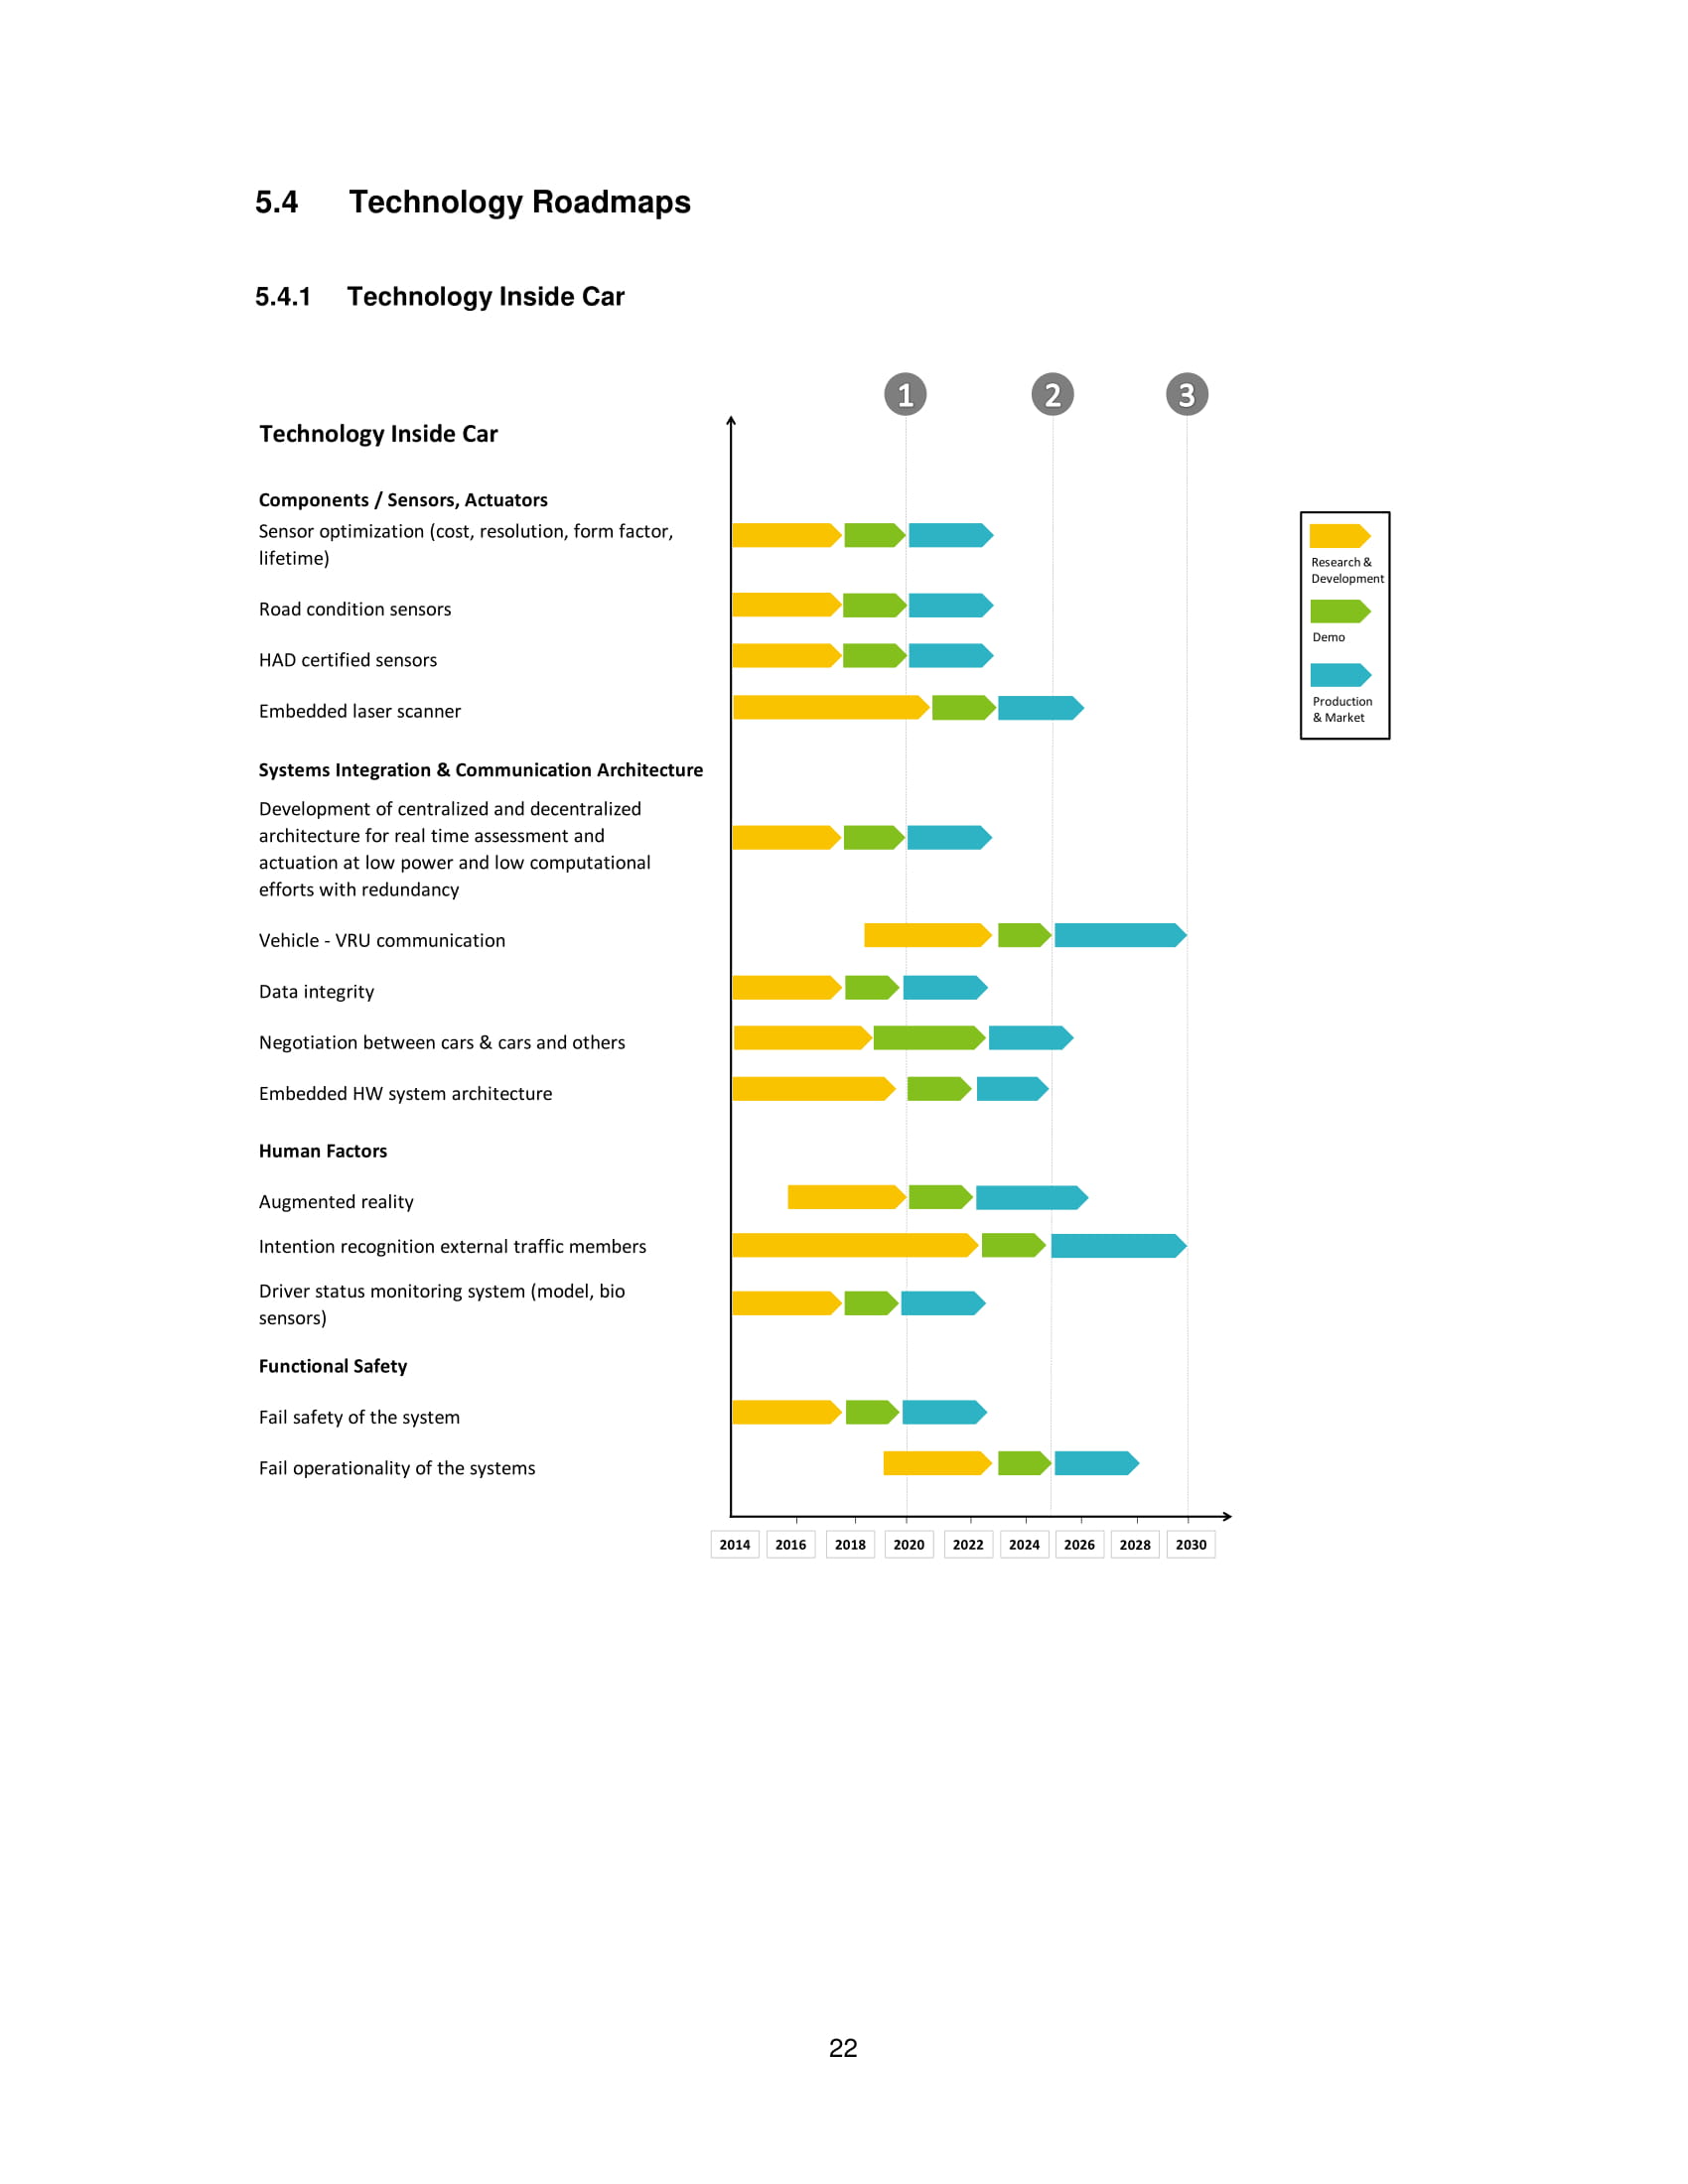 5.4 Technology Roadmaps
5.4.1 Technology Inside Car
1 2 3
Technology Inside Car
Components / Sensors, Actuators
Sensor optimization (cost, resolution, form factor,
lifetime)
Road condition sensors
HAD certified sensors
Embedded laser scanner
Research &
Development
Demo
Production
& Market
Systems Integration & Communication Architecture
Development of centralized and decentralized
architecture for real time assessment and
actuation at low power and low computational
efforts with redundancy
Vehicle - VRU communication
Data integrity
Negotiation between cars & cars and others
Embedded HW system architecture
Human Factors
Augmented reality
Intention recognition external traffic members
Driver status monitoring system (model, bio
sensors)
Functional Safety
Fail safety of the system
Fail operationality of the systems
2014 2016 2018 2020 2022 2024 2026 2028 2030
22